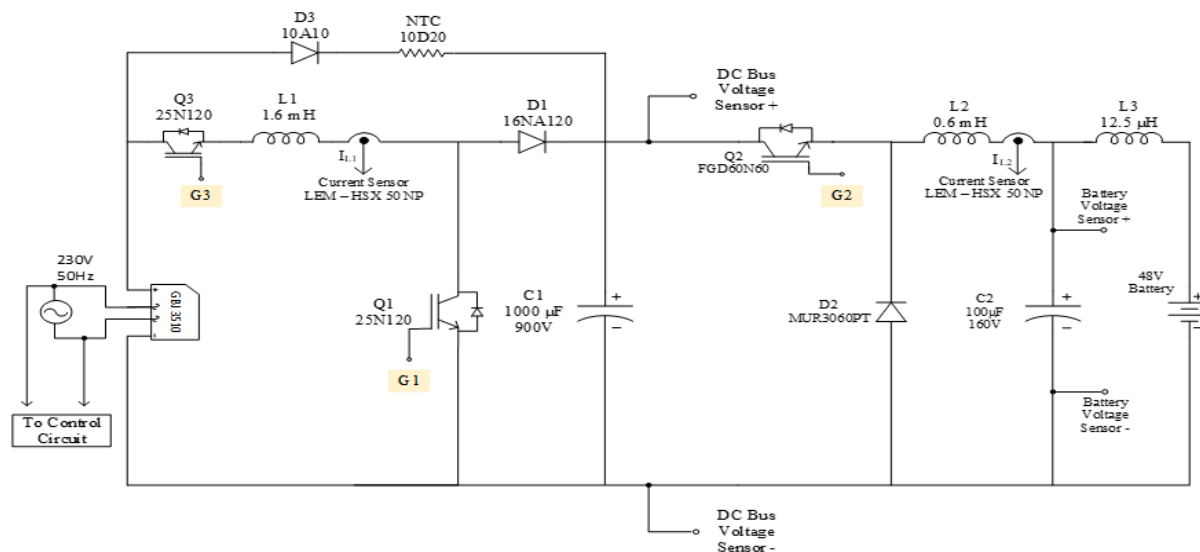 D3
10A10
NTC
10D20
Q3
25N120
L1
1.6 mH
D1
16NA120
DC Bus
Voltage
Sensor +
L2
0.6 mH
L3
12.5 µH
G3
I_L1
Current Sensor
LEM – HSX 50 NP
Q2
FGD60N60
G2
I_L2
Current Sensor
LEM – HSX 50 NP
Battery
Voltage
Sensor +
230V
50Hz
+
GBJ 3510
-
To Control
Circuit
Q1
25N120
G1
C1
1000 µF
900V
+
–
D2
MUR3060PT
C2
100µF
160V
+
–
48V
Battery
+
–
Battery
Voltage
Sensor -
DC Bus
Voltage
Sensor -